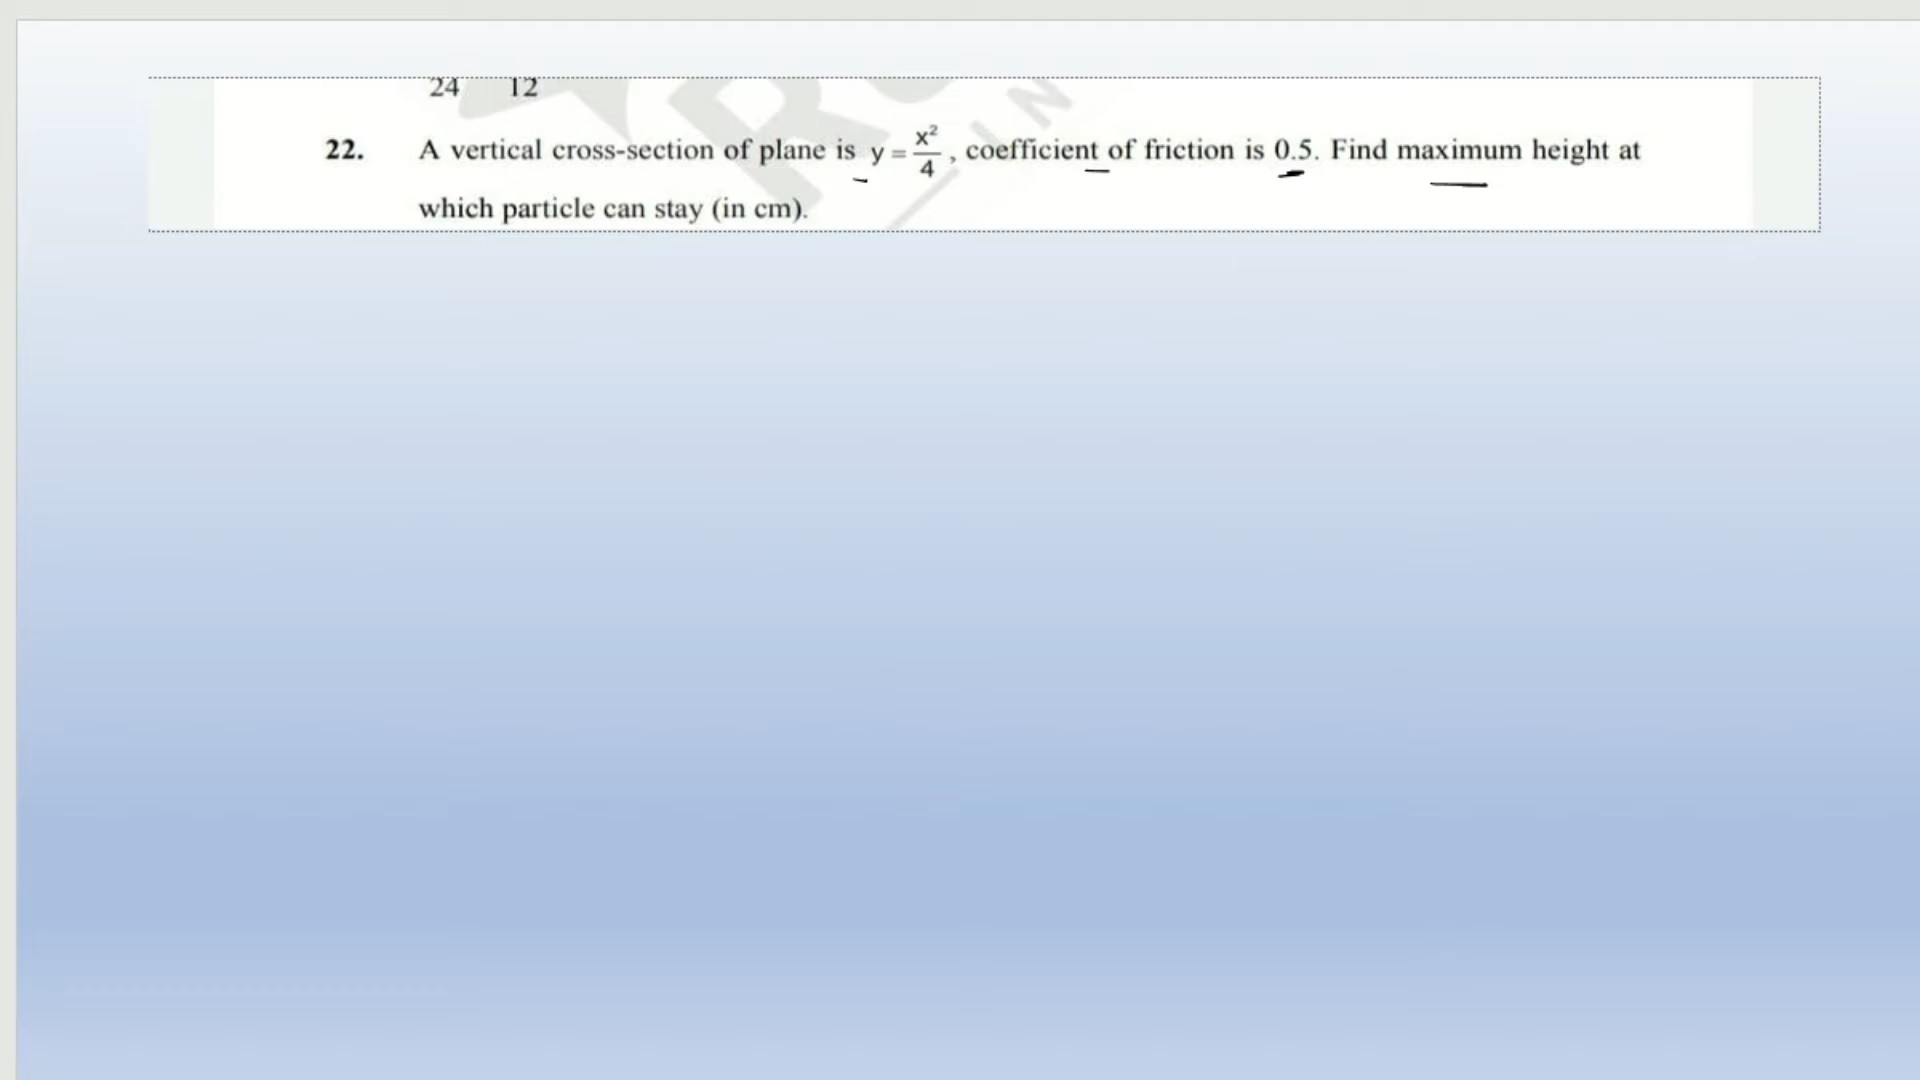 24 12
22. A vertical cross-section of plane is y = x²/4, coefficient of friction is 0.5. Find maximum height at
which particle can stay (in cm).